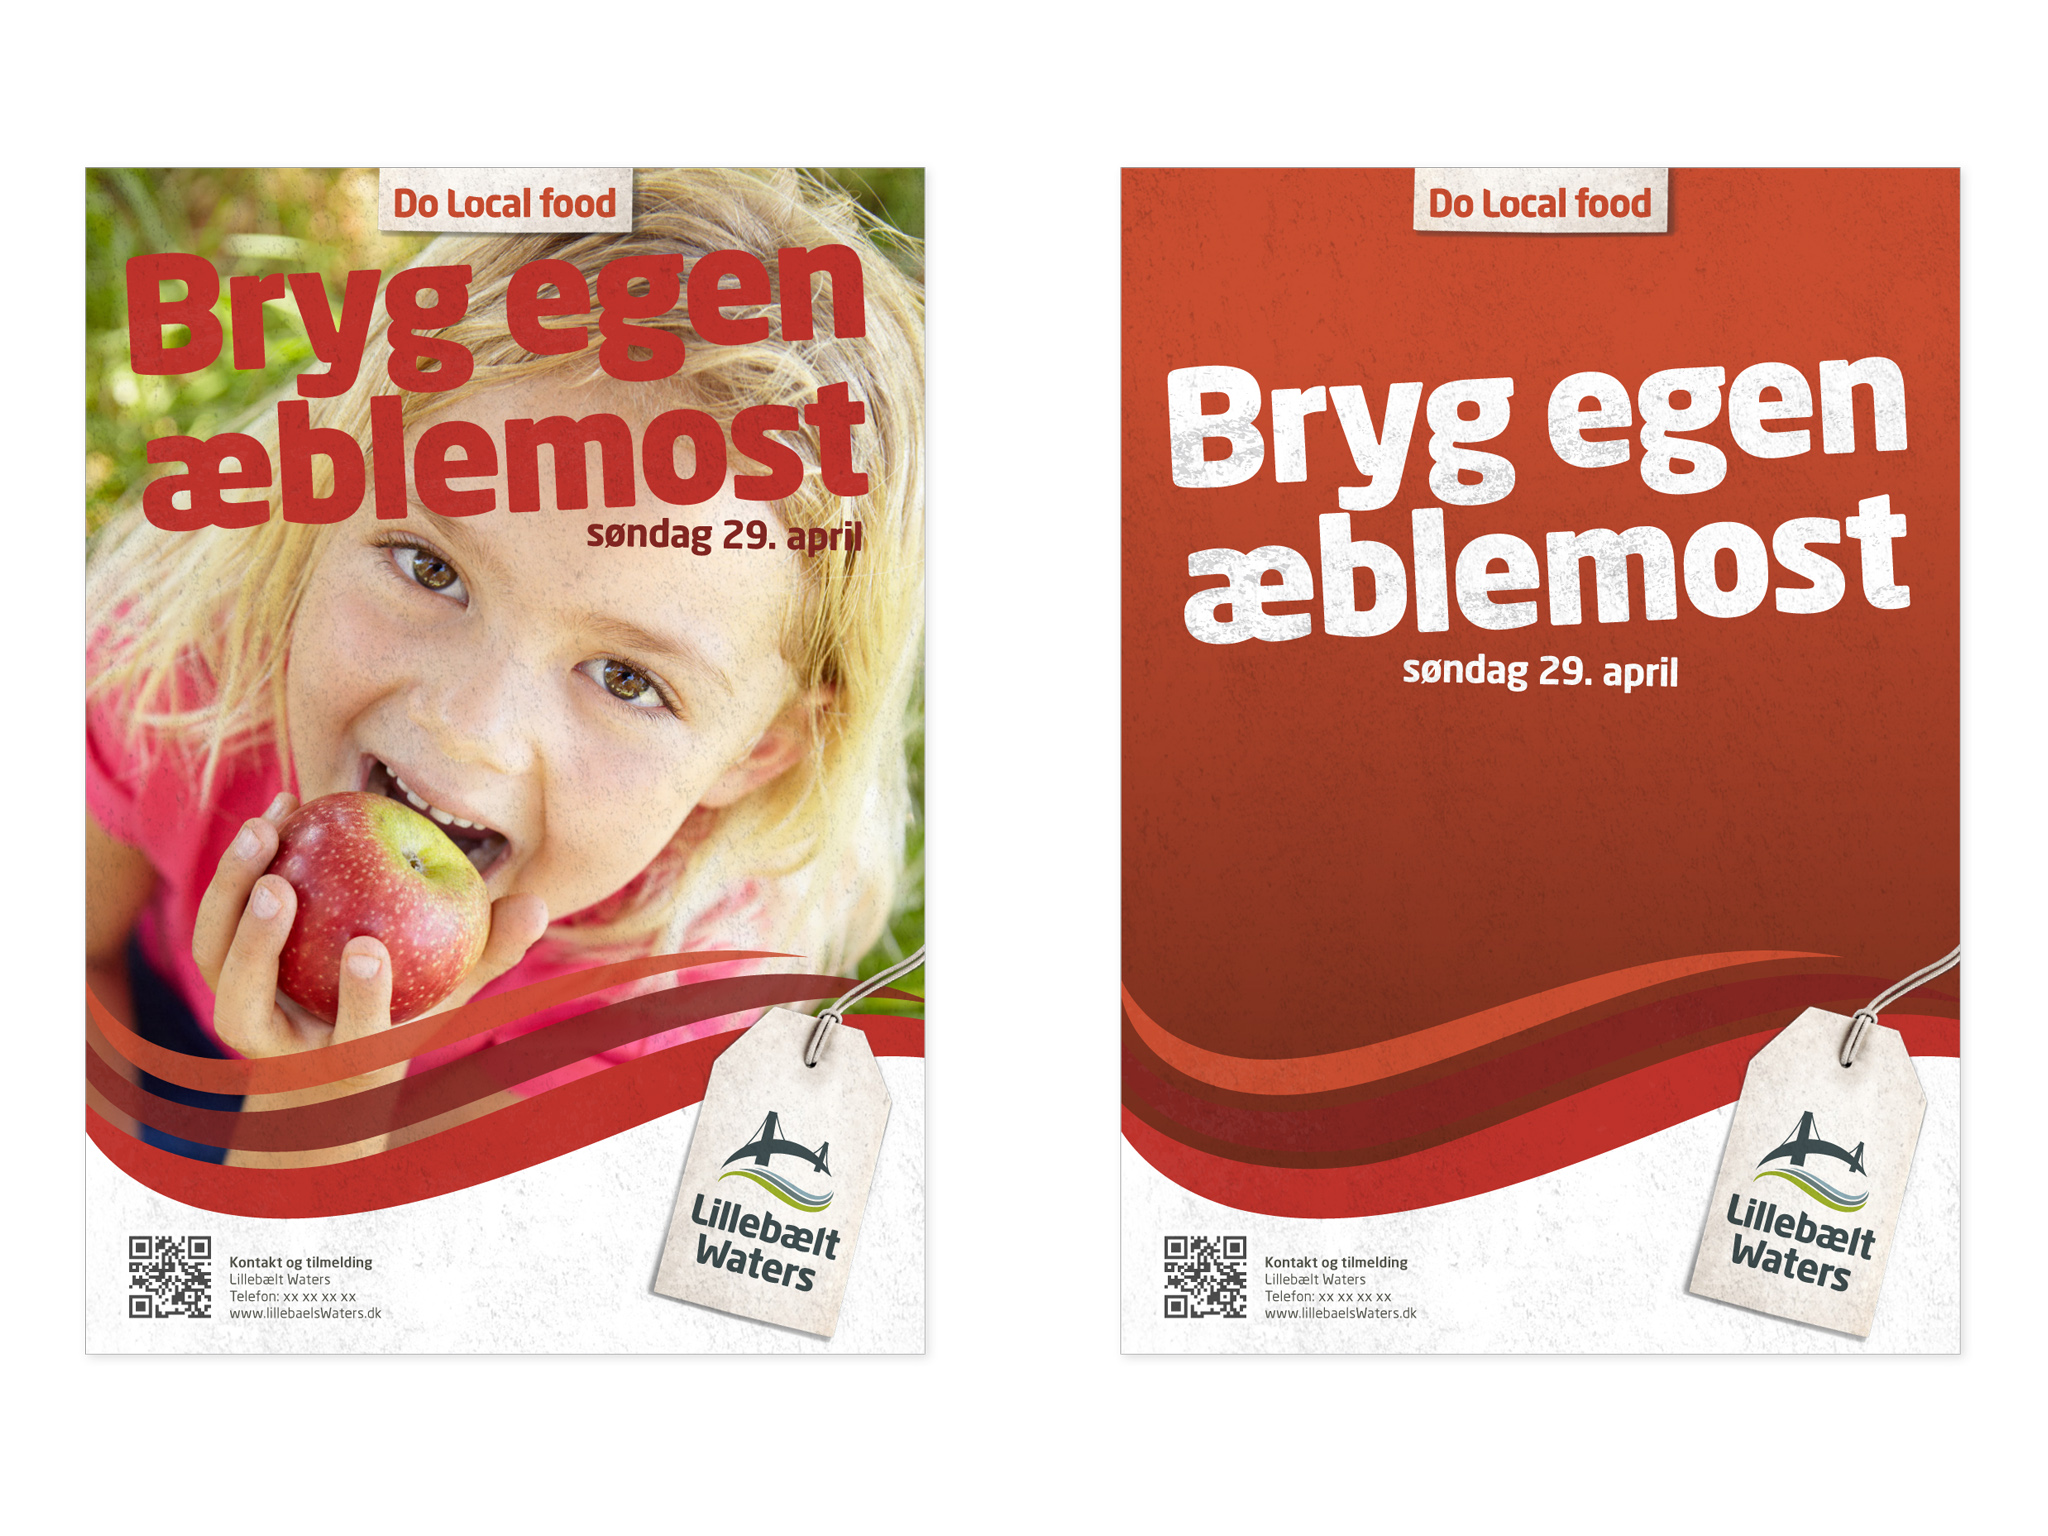 Do Local food
Bryg egen
æblemost
søndag 29. april
Lillebælt
Waters
Kontakt og tilmelding
Lillebælt Waters
Telefon: xx xx xx xx
www.lillebaelsWaters.dk
Do Local food
Bryg egen
æblemost
søndag 29. april
Lillebælt
Waters
Kontakt og tilmelding
Lillebælt Waters
Telefon: xx xx xx xx
www.lillebaelsWaters.dk